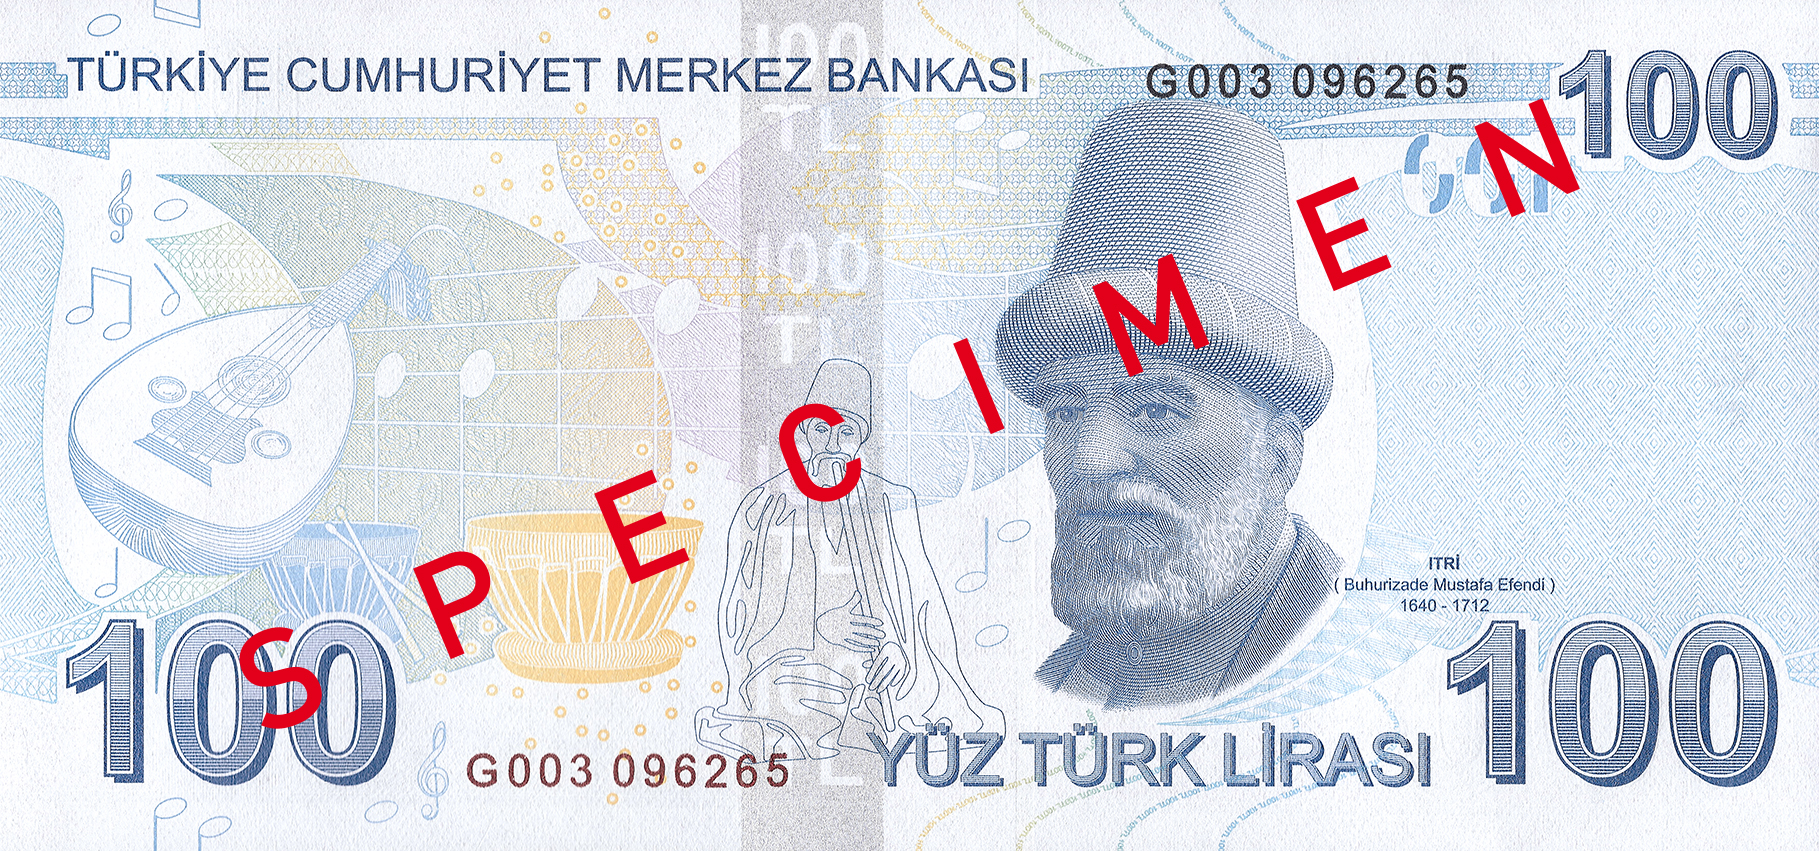 TÜRKİYE CUMHURİYET MERKEZ BANKASI
G003 096265
100
100
TL
100
TL
SPECIMEN
ITRİ
( Buhurizade Mustafa Efendi )
1640 - 1712
100
G003 096265
YÜZ TÜRK LİRASI
100